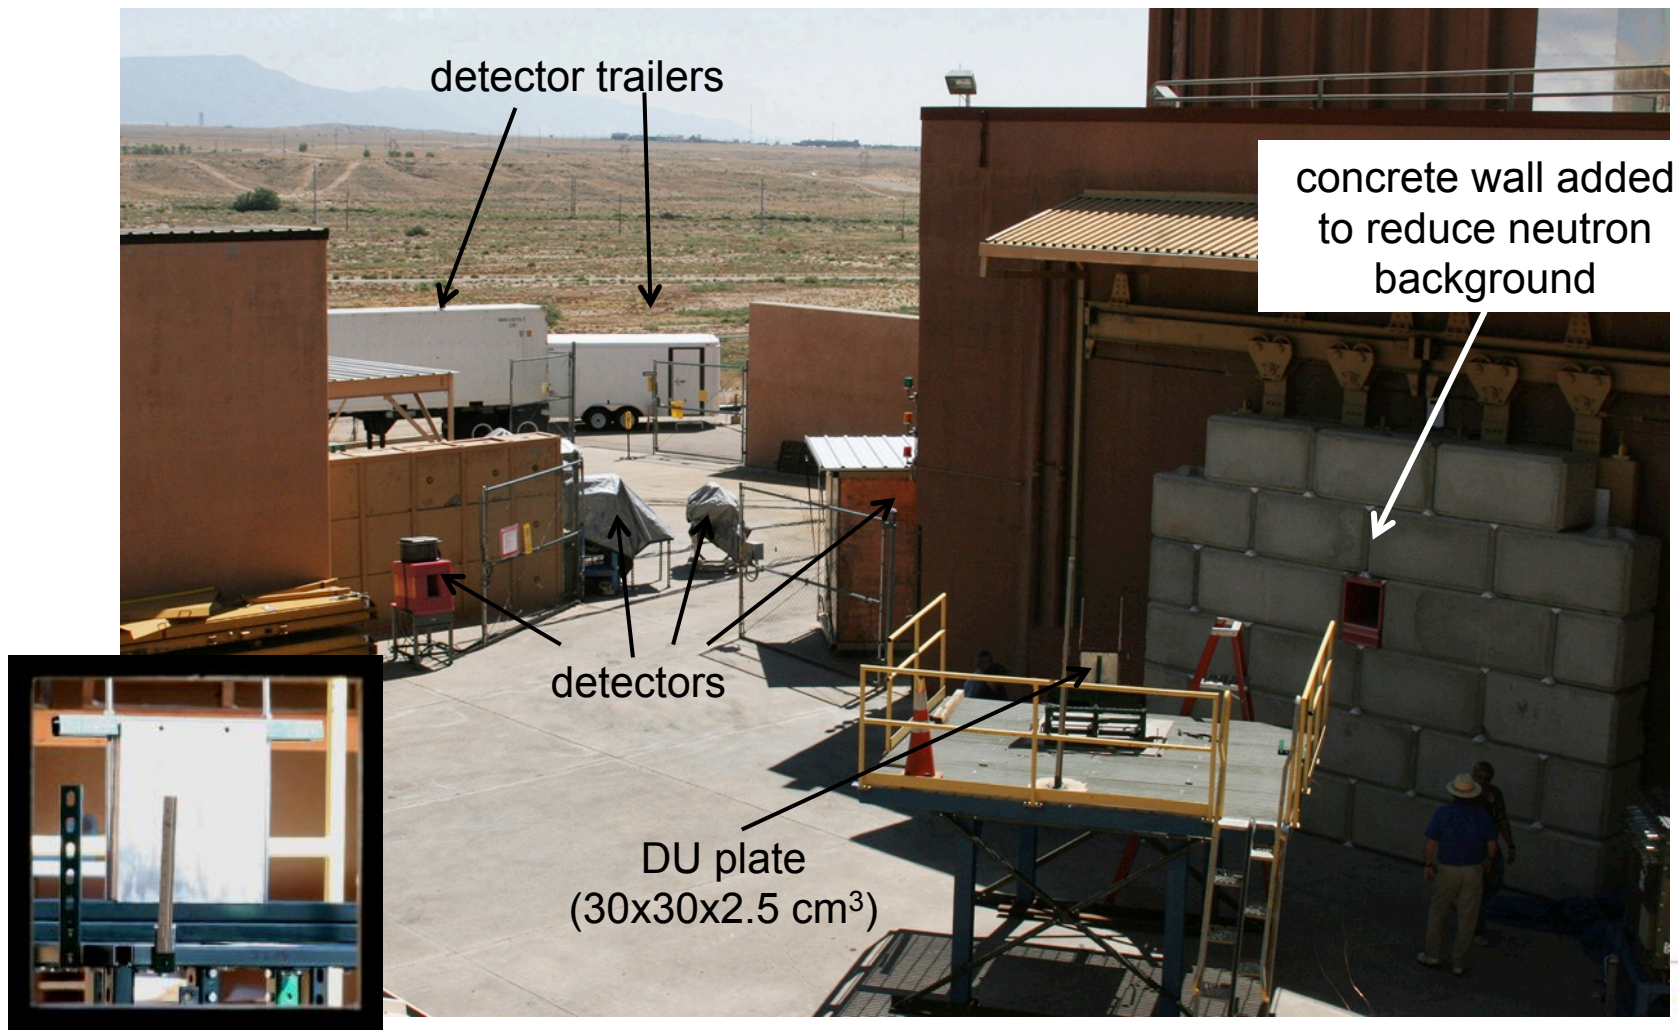 detector trailers
concrete wall added
to reduce neutron
background
detectors
DU plate
(30x30x2.5 cm³)